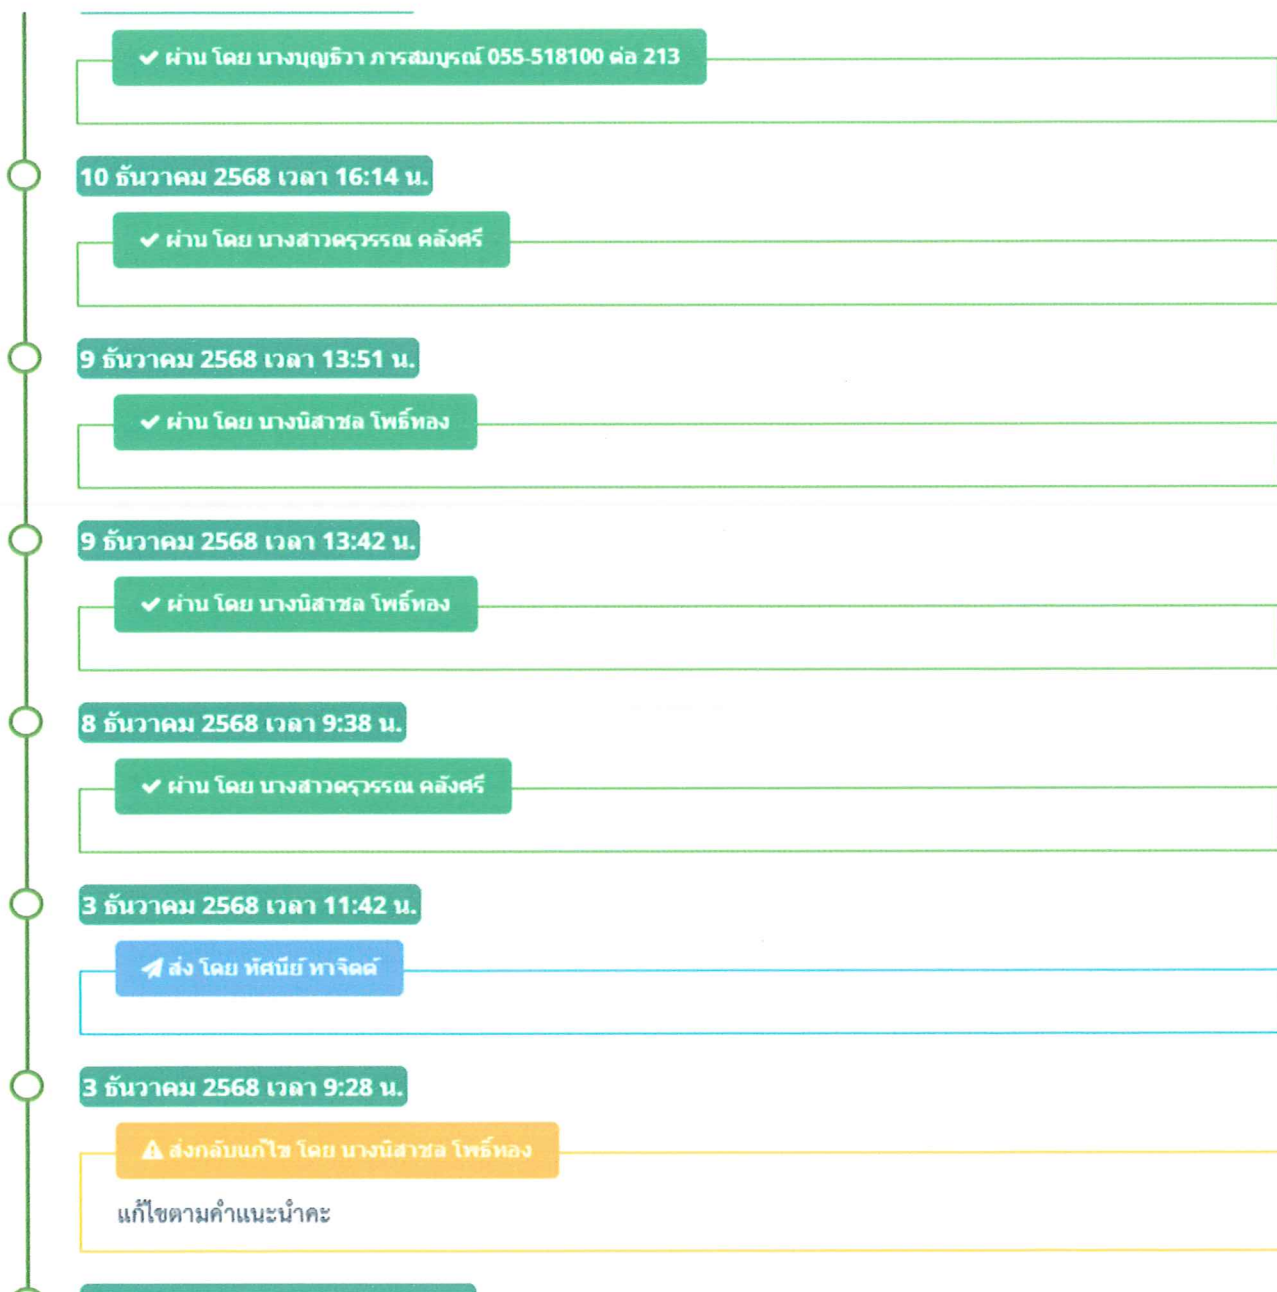 ผ่าน โดย นางบุญธิวา ภารสมบูรณ์ 055-518100 ต่อ 213
10 ธันวาคม 2568 เวลา 16:14 น.
ผ่าน โดย นางสาวดรุวรรณ คลังศรี
9 ธันวาคม 2568 เวลา 13:51 น.
ผ่าน โดย นางนิสาชล โพธิ์ทอง
9 ธันวาคม 2568 เวลา 13:42 น.
ผ่าน โดย นางนิสาชล โพธิ์ทอง
8 ธันวาคม 2568 เวลา 9:38 น.
ผ่าน โดย นางสาวดรุวรรณ คลังศรี
3 ธันวาคม 2568 เวลา 11:42 น.
ส่ง โดย ทัศนีย์ หาจิตต์
3 ธันวาคม 2568 เวลา 9:28 น.
ส่งกลับแก้ไข โดย นางนิสาชล โพธิ์ทอง
แก้ไขตามคำแนะนำคะ